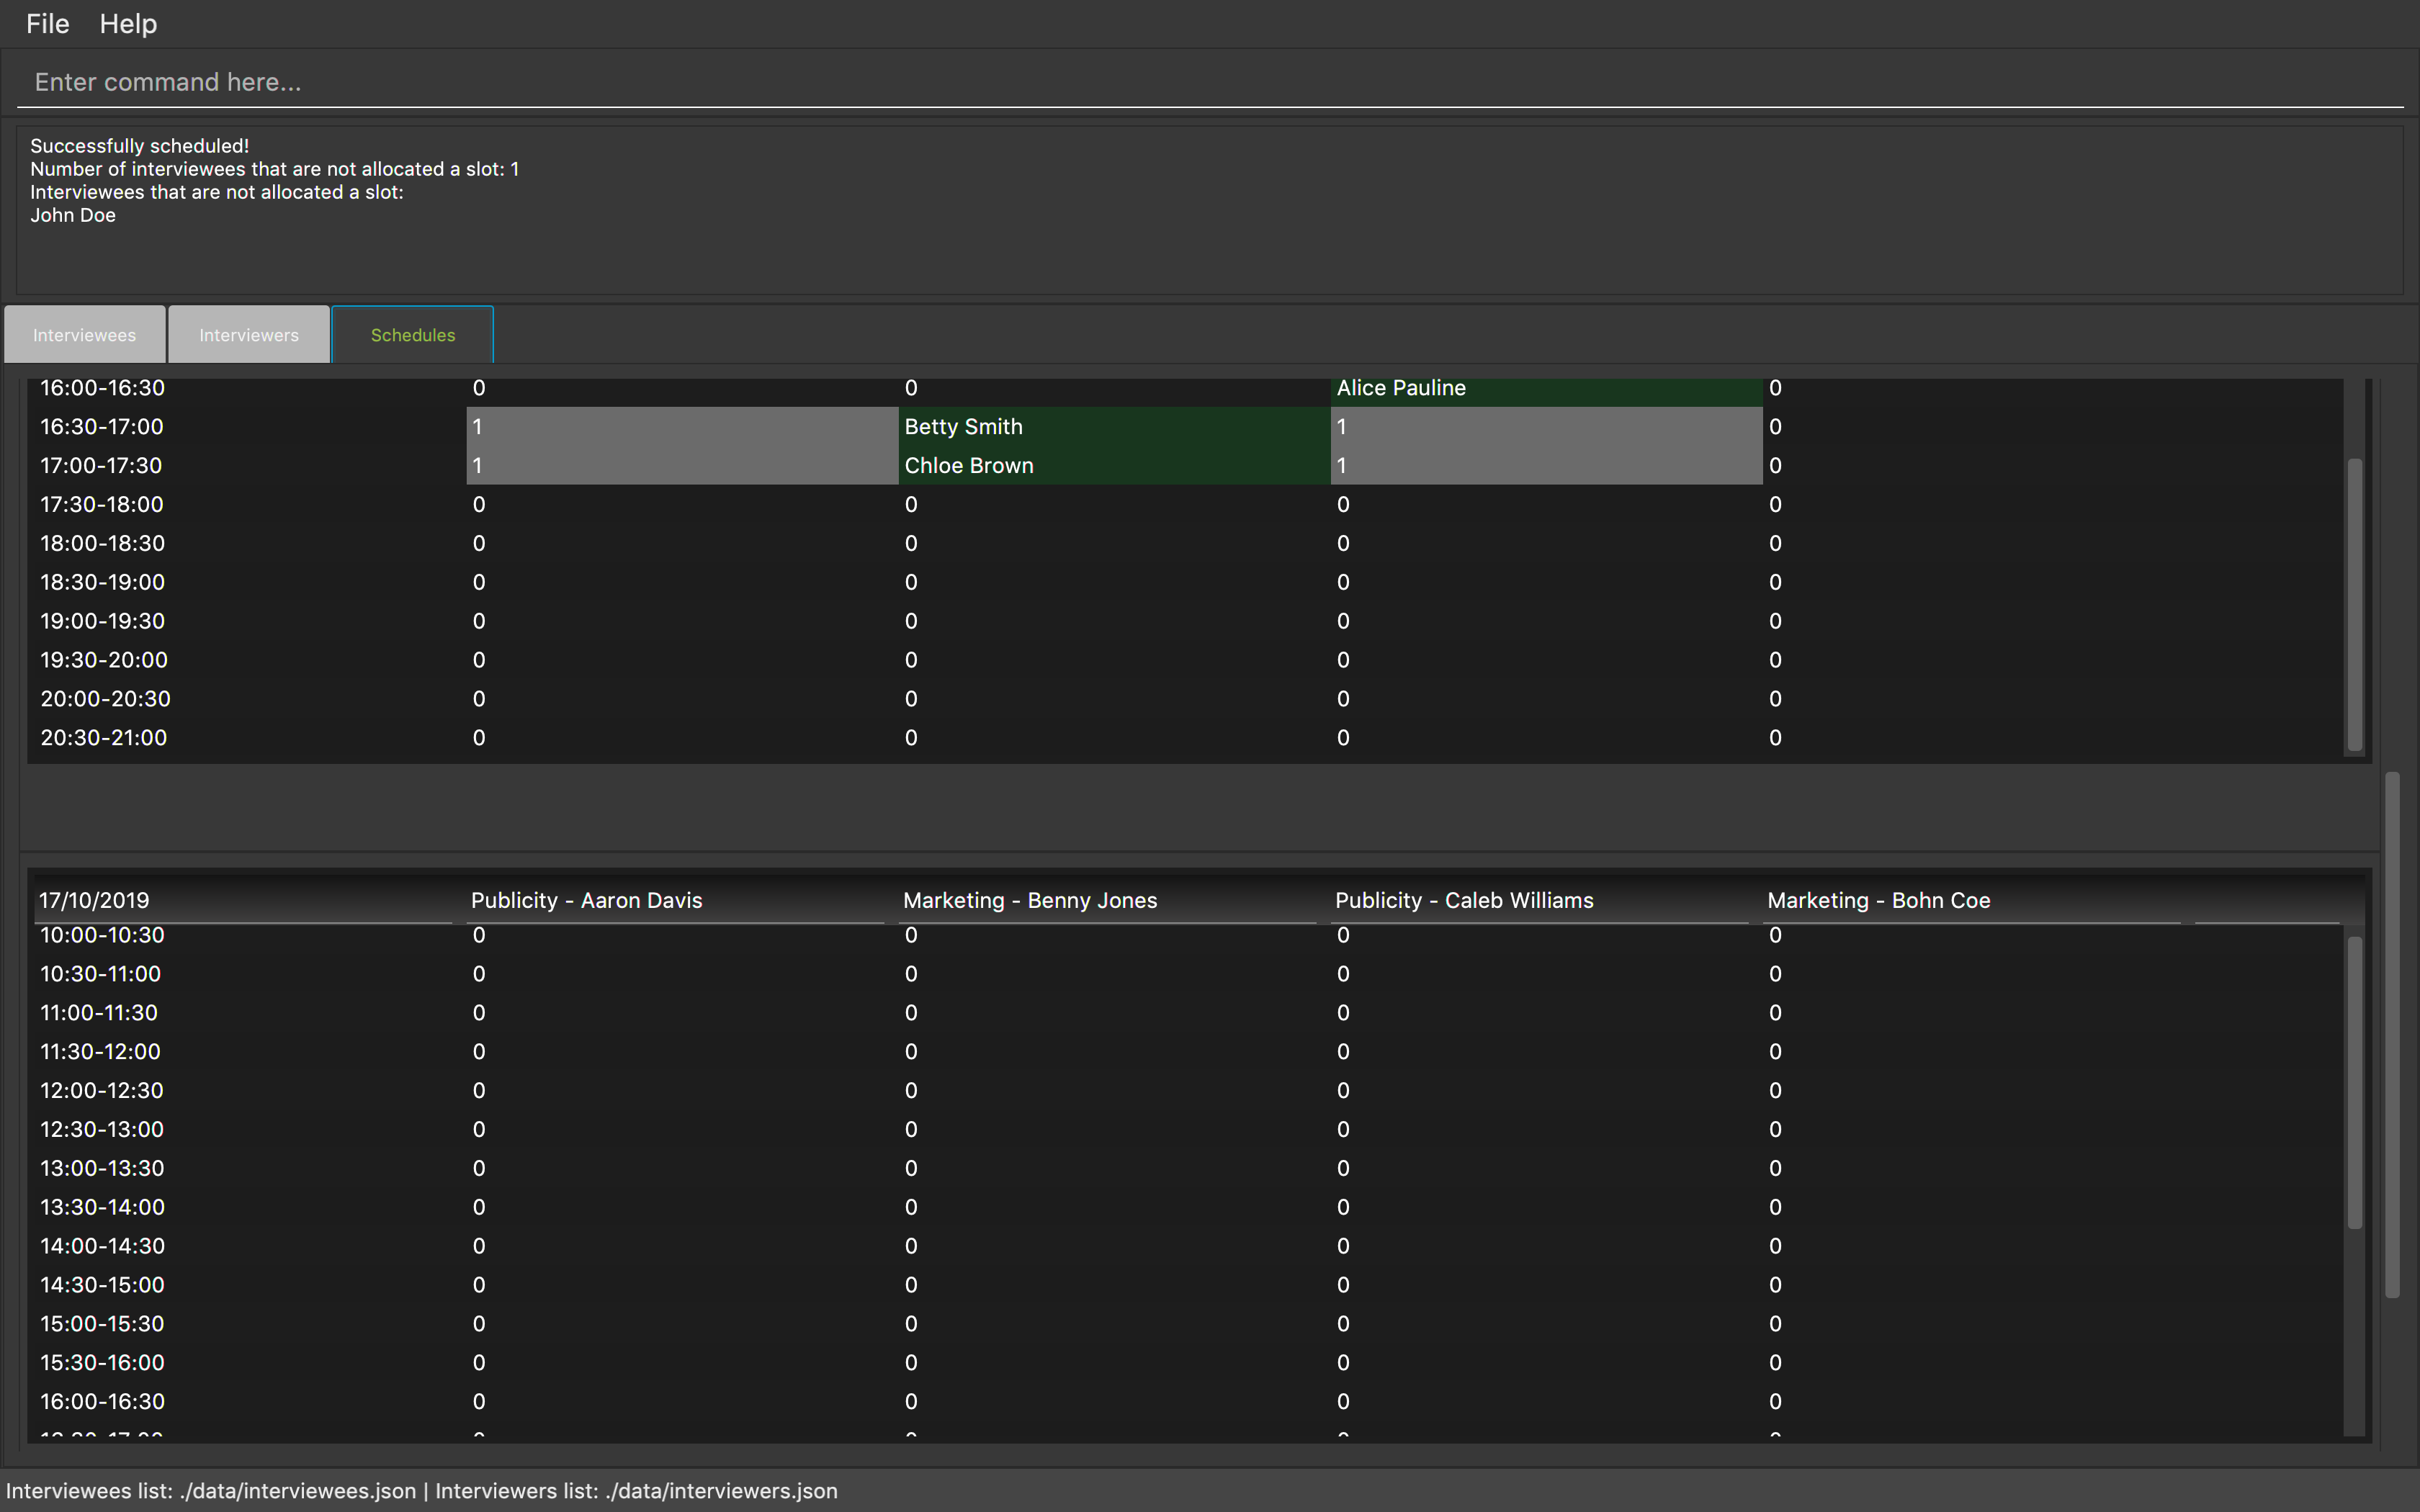 File Help
Enter command here...
Successfully scheduled!
Number of interviewees that are not allocated a slot: 1
Interviewees that are not allocated a slot:
John Doe
Interviewees Interviewers Schedules
16:00-16:30 0 0 Alice Pauline 0
16:30-17:00 1 Betty Smith 1 0
17:00-17:30 1 Chloe Brown 1 0
17:30-18:00 0 0 0 0
18:00-18:30 0 0 0 0
18:30-19:00 0 0 0 0
19:00-19:30 0 0 0 0
19:30-20:00 0 0 0 0
20:00-20:30 0 0 0 0
20:30-21:00 0 0 0 0
17/10/2019 Publicity - Aaron Davis Marketing - Benny Jones Publicity - Caleb Williams Marketing - Bohn Coe
10:00-10:30 0 0 0 0
10:30-11:00 0 0 0 0
11:00-11:30 0 0 0 0
11:30-12:00 0 0 0 0
12:00-12:30 0 0 0 0
12:30-13:00 0 0 0 0
13:00-13:30 0 0 0 0
13:30-14:00 0 0 0 0
14:00-14:30 0 0 0 0
14:30-15:00 0 0 0 0
15:00-15:30 0 0 0 0
15:30-16:00 0 0 0 0
16:00-16:30 0 0 0 0
Interviewees list: ./data/interviewees.json | Interviewers list: ./data/interviewers.json